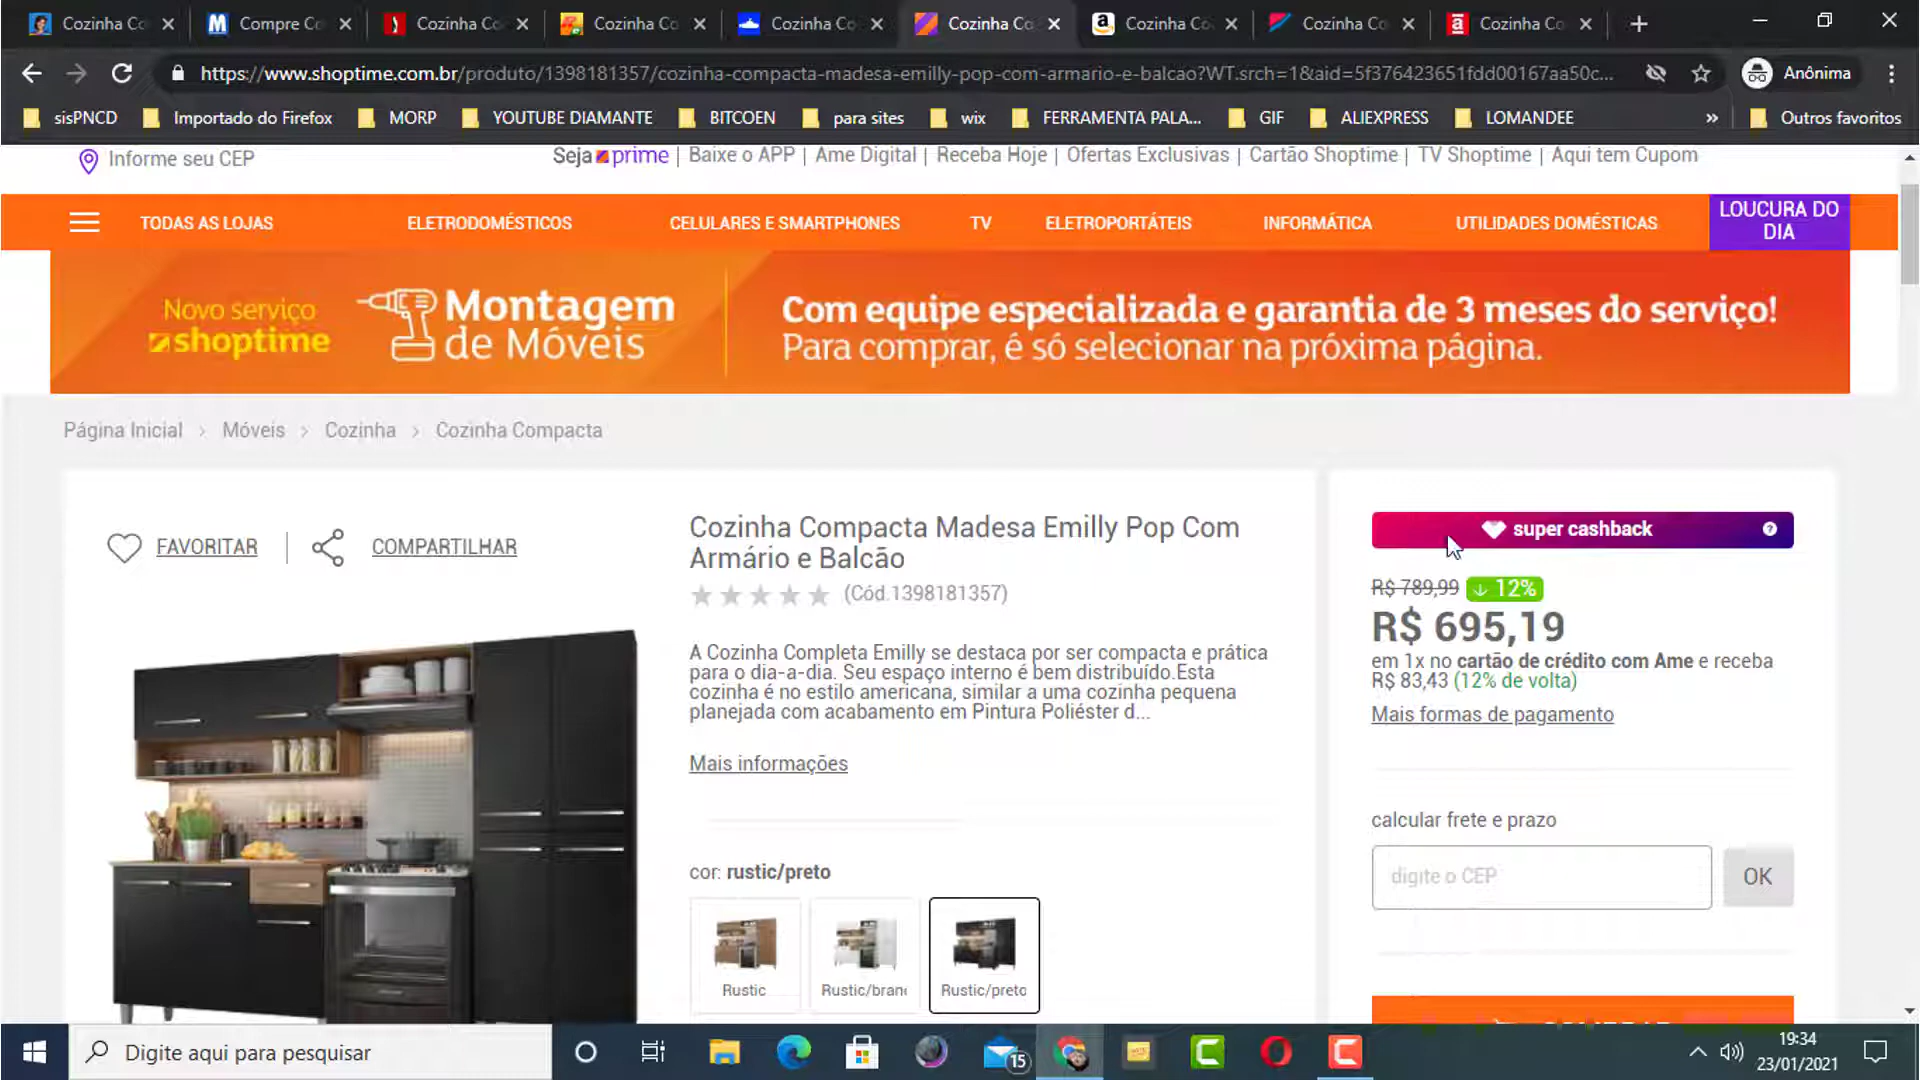 Cozinha Co
Compre Co
Cozinha Co
Cozinha Co
Cozinha Co
Cozinha Co
Cozinha Co
Cozinha Co
Cozinha Co
https://www.shoptime.com.br/produto/1398181357/cozinha-compacta-madesa-emilly-pop-com-armario-e-balcao?WT.srch=1&aid=5f376423651fdd00167aa50c...
Anônima
sisPNCD
Importado do Firefox
MORP
YOUTUBE DIAMANTE
BITCOEN
para sites
wix
FERRAMENTA PALA...
GIF
ALIEXPRESS
LOMANDEE
»
Outros favoritos
Informe seu CEP
Seja prime | Baixe o APP | Ame Digital | Receba Hoje | Ofertas Exclusivas | Cartão Shoptime | TV Shoptime | Aqui tem Cupom
TODAS AS LOJAS
ELETRODOMÉSTICOS
CELULARES E SMARTPHONES
TV
ELETROPORTÁTEIS
INFORMÁTICA
UTILIDADES DOMÉSTICAS
LOUCURA DO
DIA
Novo serviço
shoptime
Montagem
de Móveis
Com equipe especializada e garantia de 3 meses do serviço!
Para comprar, é só selecionar na próxima página.
Página Inicial > Móveis > Cozinha > Cozinha Compacta
FAVORITAR
COMPARTILHAR
Cozinha Compacta Madesa Emilly Pop Com
Armário e Balcão
(Cód.1398181357)
A Cozinha Completa Emilly se destaca por ser compacta e prática
para o dia-a-dia. Seu espaço interno é bem distribuído.Esta
cozinha é no estilo americana, similar a uma cozinha pequena
planejada com acabamento em Pintura Poliéster d...
Mais informações
cor: rustic/preto
Rustic
Rustic/bran
Rustic/preto
super cashback
?
R$ 789,99 ↓ 12%
R$ 695,19
em 1x no cartão de crédito com Ame e receba
R$ 83,43 (12% de volta)
Mais formas de pagamento
calcular frete e prazo
digite o CEP
OK
Digite aqui para pesquisar
15
19:34
23/01/2021